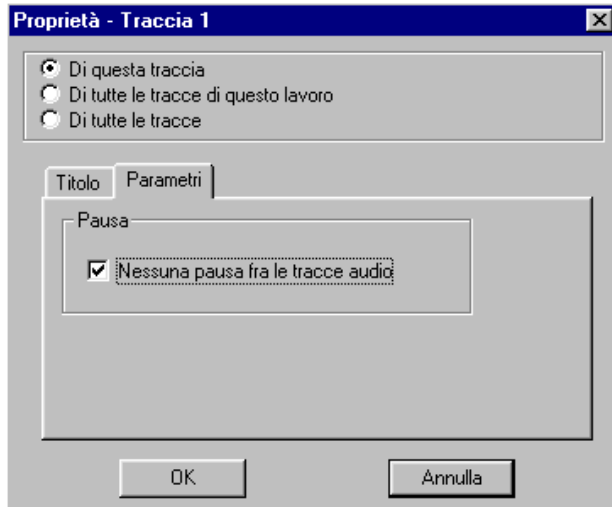 Proprietà - Traccia 1
Di questa traccia
Di tutte le tracce di questo lavoro
Di tutte le tracce
Titolo Parametri
Pausa
Nessuna pausa fra le tracce audio
OK Annulla